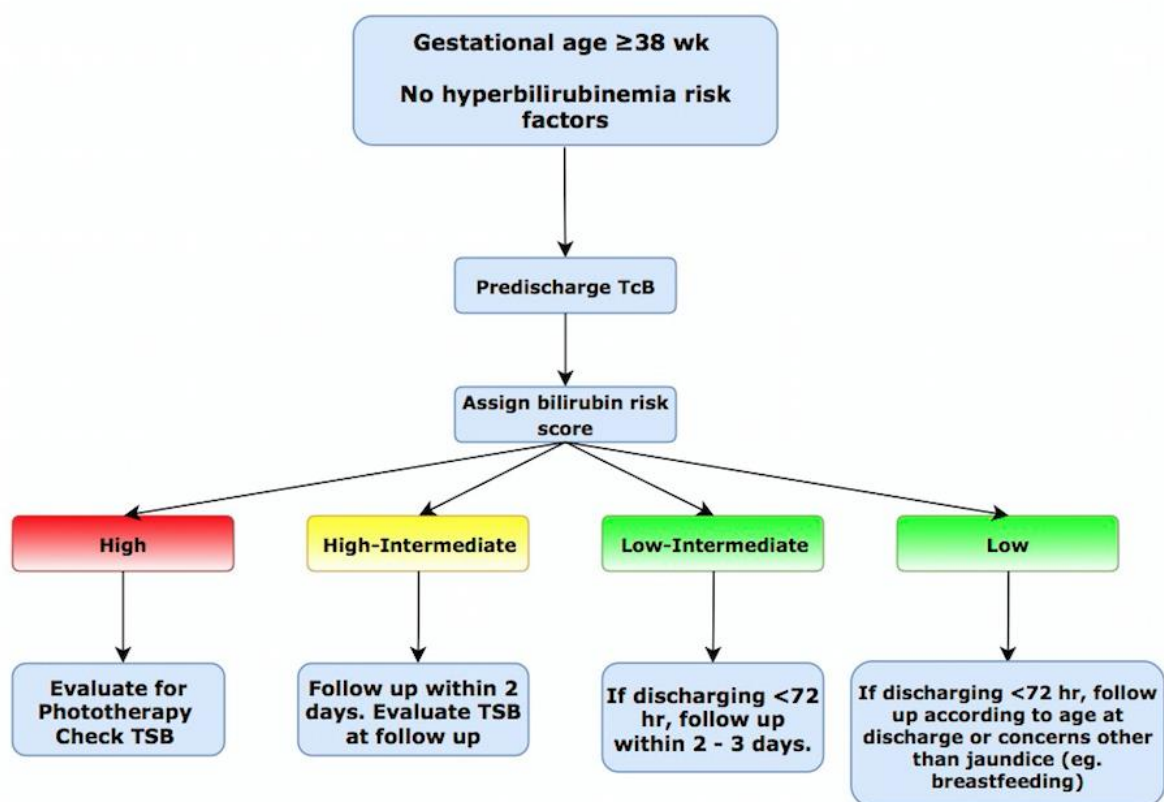 Gestational age ≥38 wk
No hyperbilirubinemia risk
factors
Predischarge TcB
Assign bilirubin risk
score
High
High-Intermediate
Low-Intermediate
Low
Evaluate for
Phototherapy
Check TSB
Follow up within 2
days. Evaluate TSB
at follow up
If discharging <72
hr, follow up
within 2 - 3 days.
If discharging <72 hr, follow
up according to age at
discharge or concerns other
than jaundice (eg.
breastfeeding)